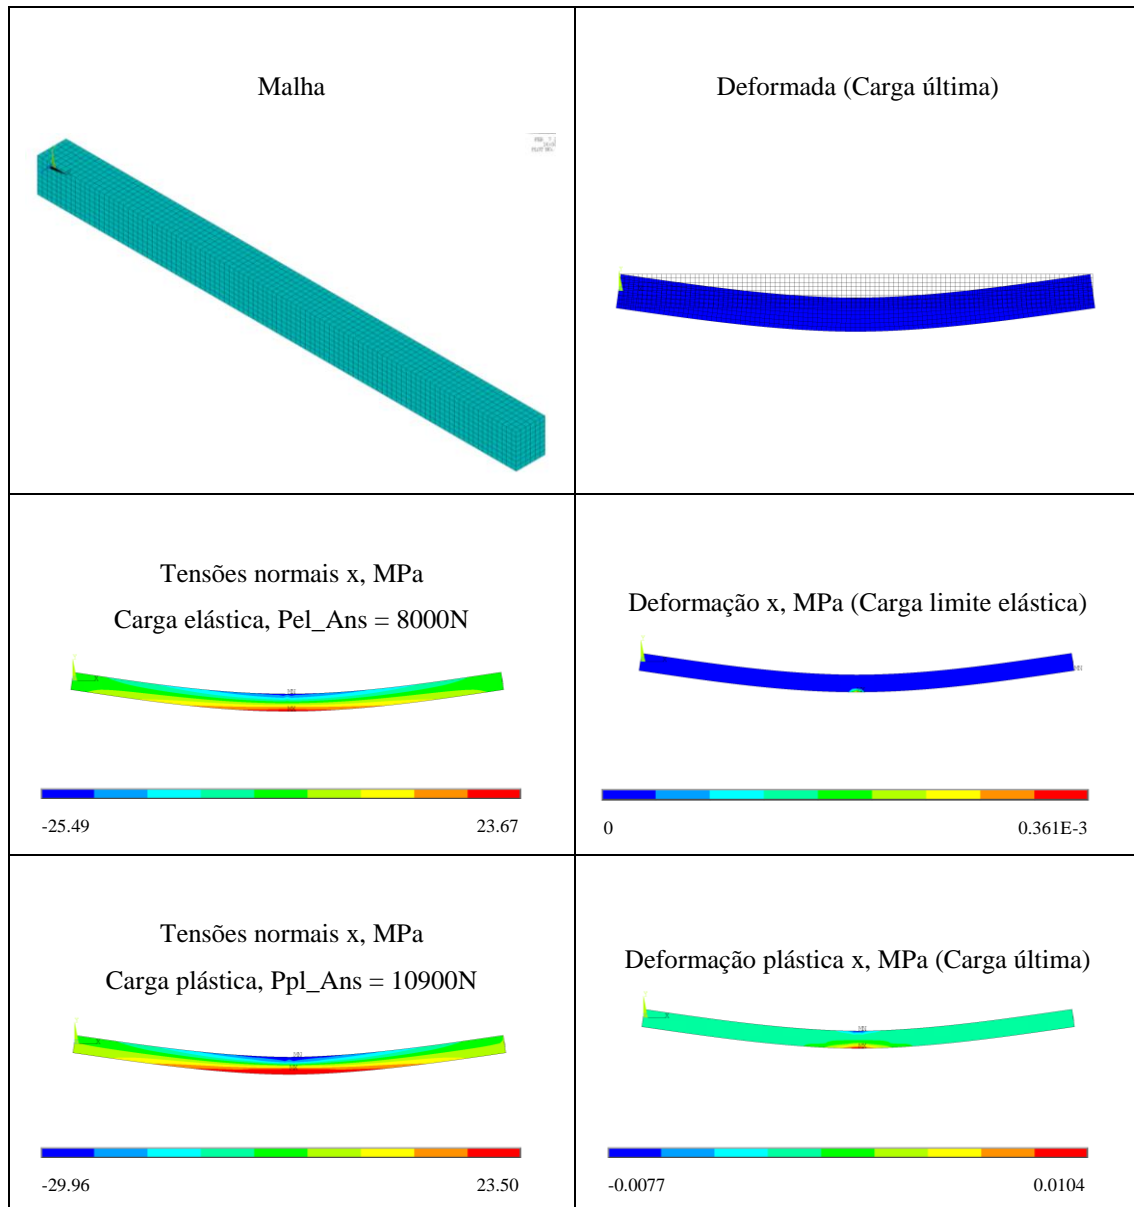 Malha
Deformada (Carga última)
Tensões normais x, MPa
Carga elástica, Pel_Ans = 8000N
-25.49
23.67
Deformação x, MPa (Carga limite elástica)
0
0.361E-3
Tensões normais x, MPa
Carga plástica, Ppl_Ans = 10900N
-29.96
23.50
Deformação plástica x, MPa (Carga última)
-0.0077
0.0104